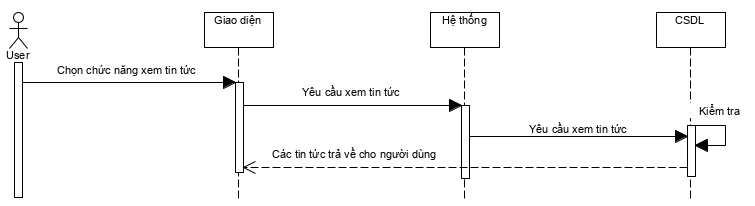 Giao diện
Hệ thống
CSDL
User
Chọn chức năng xem tin tức
Yêu cầu xem tin tức
Kiểm tra
Yêu cầu xem tin tức
Các tin tức trả về cho người dùng